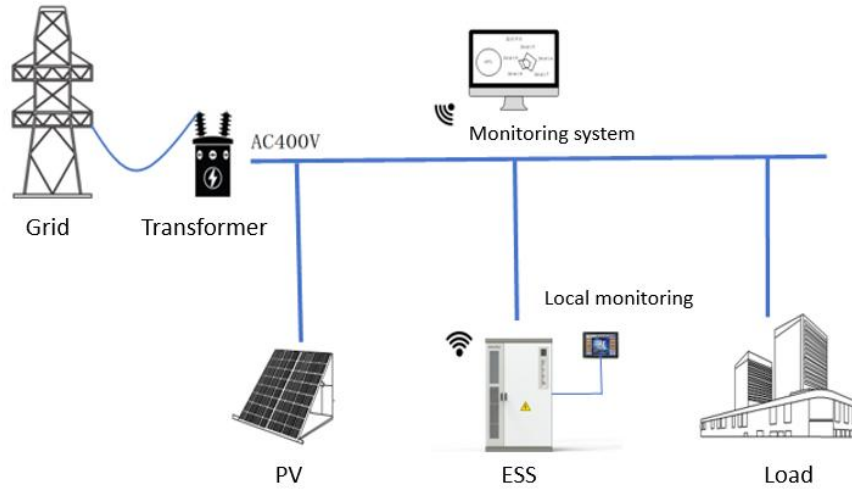 Monitoring system
AC400V
Grid
Transformer
Local monitoring
PV
ESS
Load